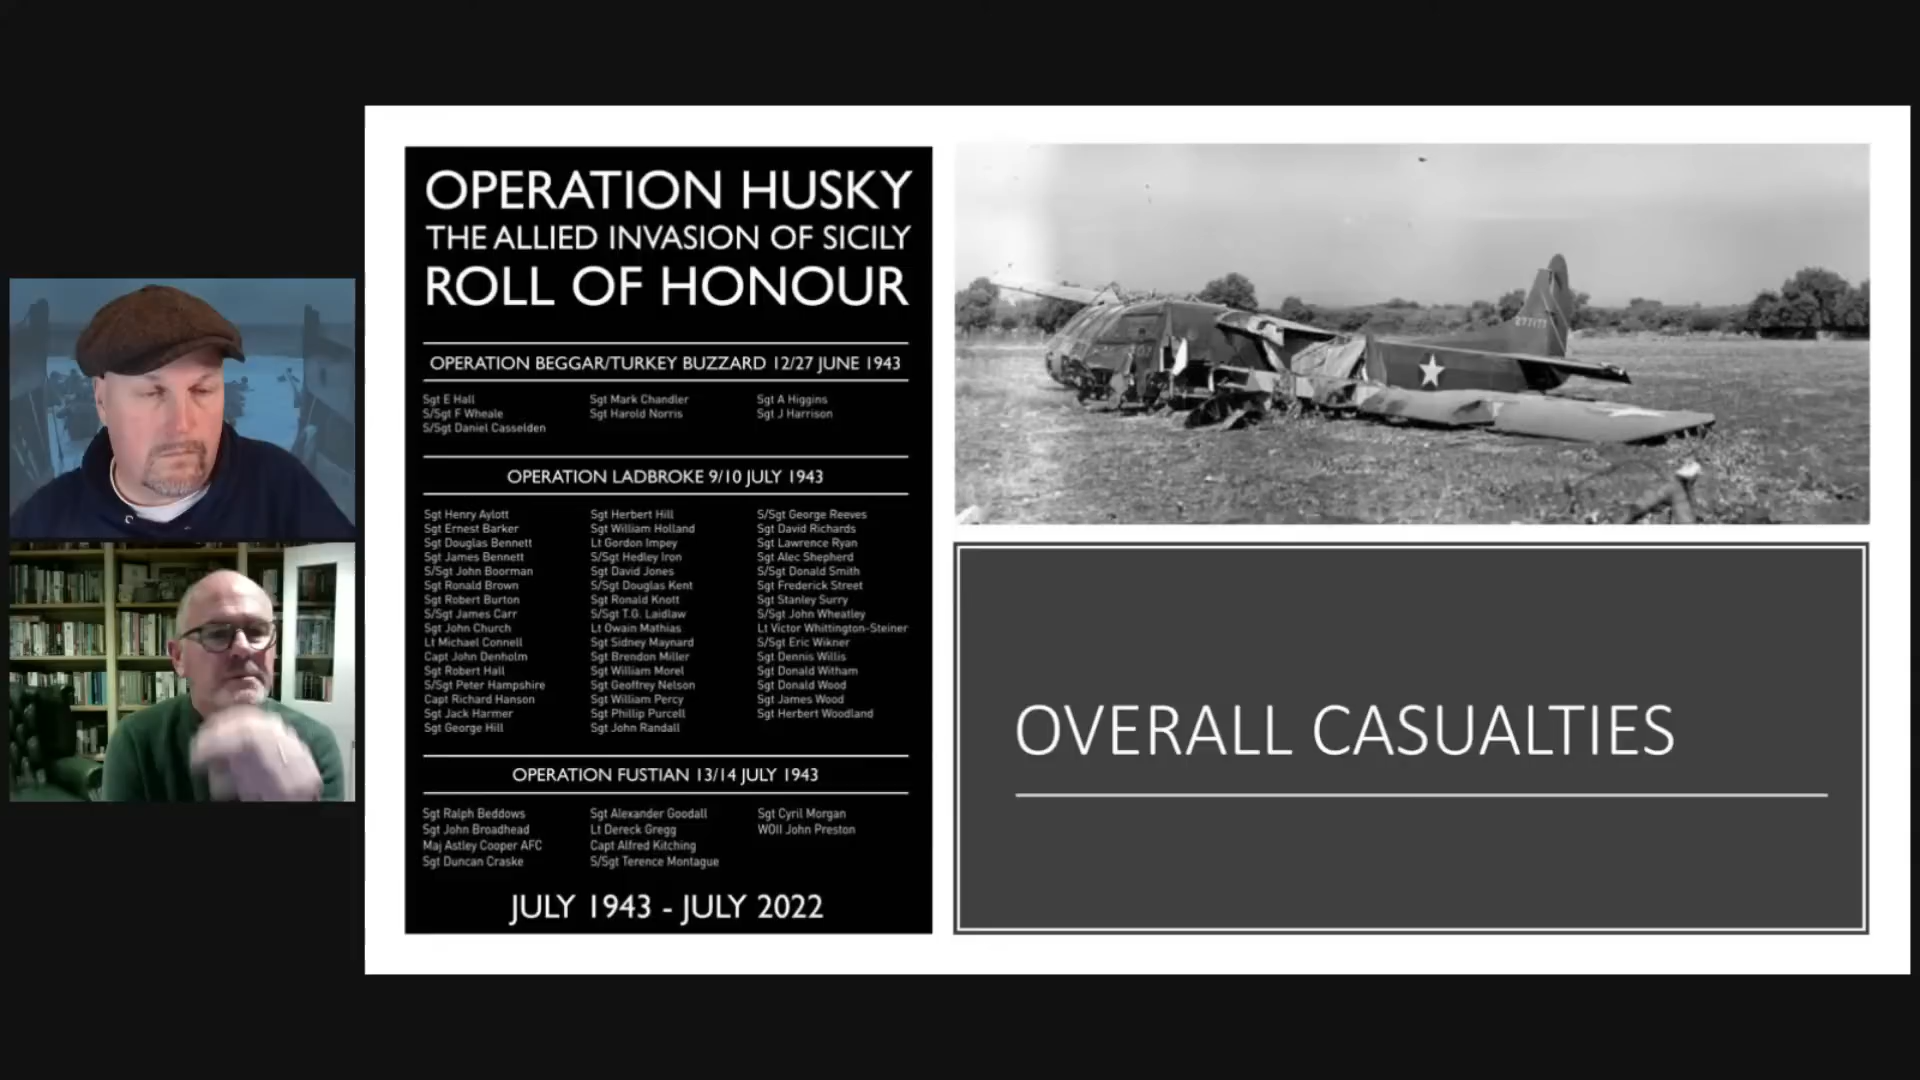 OPERATION HUSKY
THE ALLIED INVASION OF SICILY
ROLL OF HONOUR
OPERATION BEGGAR/TURKEY BUZZARD 12/27 JUNE 1943
Sgt E Hall
S/Sgt F Wheale
S/Sgt Daniel Casselden
Sgt Mark Chandler
Sgt Harold Norris
Sgt A Higgins
Sgt J Harrison
OPERATION LADBROKE 9/10 JULY 1943
Sgt Henry Aylott
Sgt Ernest Barker
Sgt Douglas Bennett
Sgt James Bennett
S/Sgt John Boorman
Sgt Ronald Brown
Sgt Robert Burton
S/Sgt James Carr
Sgt John Church
Lt Michael Connell
Capt John Denholm
Sgt Robert Hall
S/Sgt Peter Hampshire
Capt Richard Hanson
Sgt Jack Harmer
Sgt George Hill
Sgt Herbert Hill
Sgt William Holland
Lt Gordon Impey
S/Sgt Hedley Iron
Sgt David Jones
S/Sgt Douglas Kent
Sgt Ronald Knott
S/Sgt T.G. Laidlaw
Lt Owain Mathias
Sgt Sidney Maynard
Sgt Brendon Miller
Sgt William Morel
Sgt Geoffrey Nelson
Sgt William Percy
Sgt Phillip Purcell
Sgt John Randall
S/Sgt George Reeves
Sgt David Richards
Sgt Lawrence Ryan
Sgt Alec Shepherd
S/Sgt Donald Smith
Sgt Frederick Street
Sgt Stanley Surry
S/Sgt John Wheatley
Lt Victor Whittington-Steiner
S/Sgt Eric Wikner
Sgt Dennis Willis
Sgt Donald Witham
Sgt Donald Wood
Sgt James Wood
Sgt Herbert Woodland
OPERATION FUSTIAN 13/14 JULY 1943
Sgt Ralph Beddows
Sgt John Broadhead
Maj Astley Cooper AFC
Sgt Duncan Craske
Sgt Alexander Goodall
Lt Dereck Gregg
Capt Alfred Kitching
S/Sgt Terence Montague
Sgt Cyril Morgan
WOII John Preston
JULY 1943 - JULY 2022
OVERALL CASUALTIES